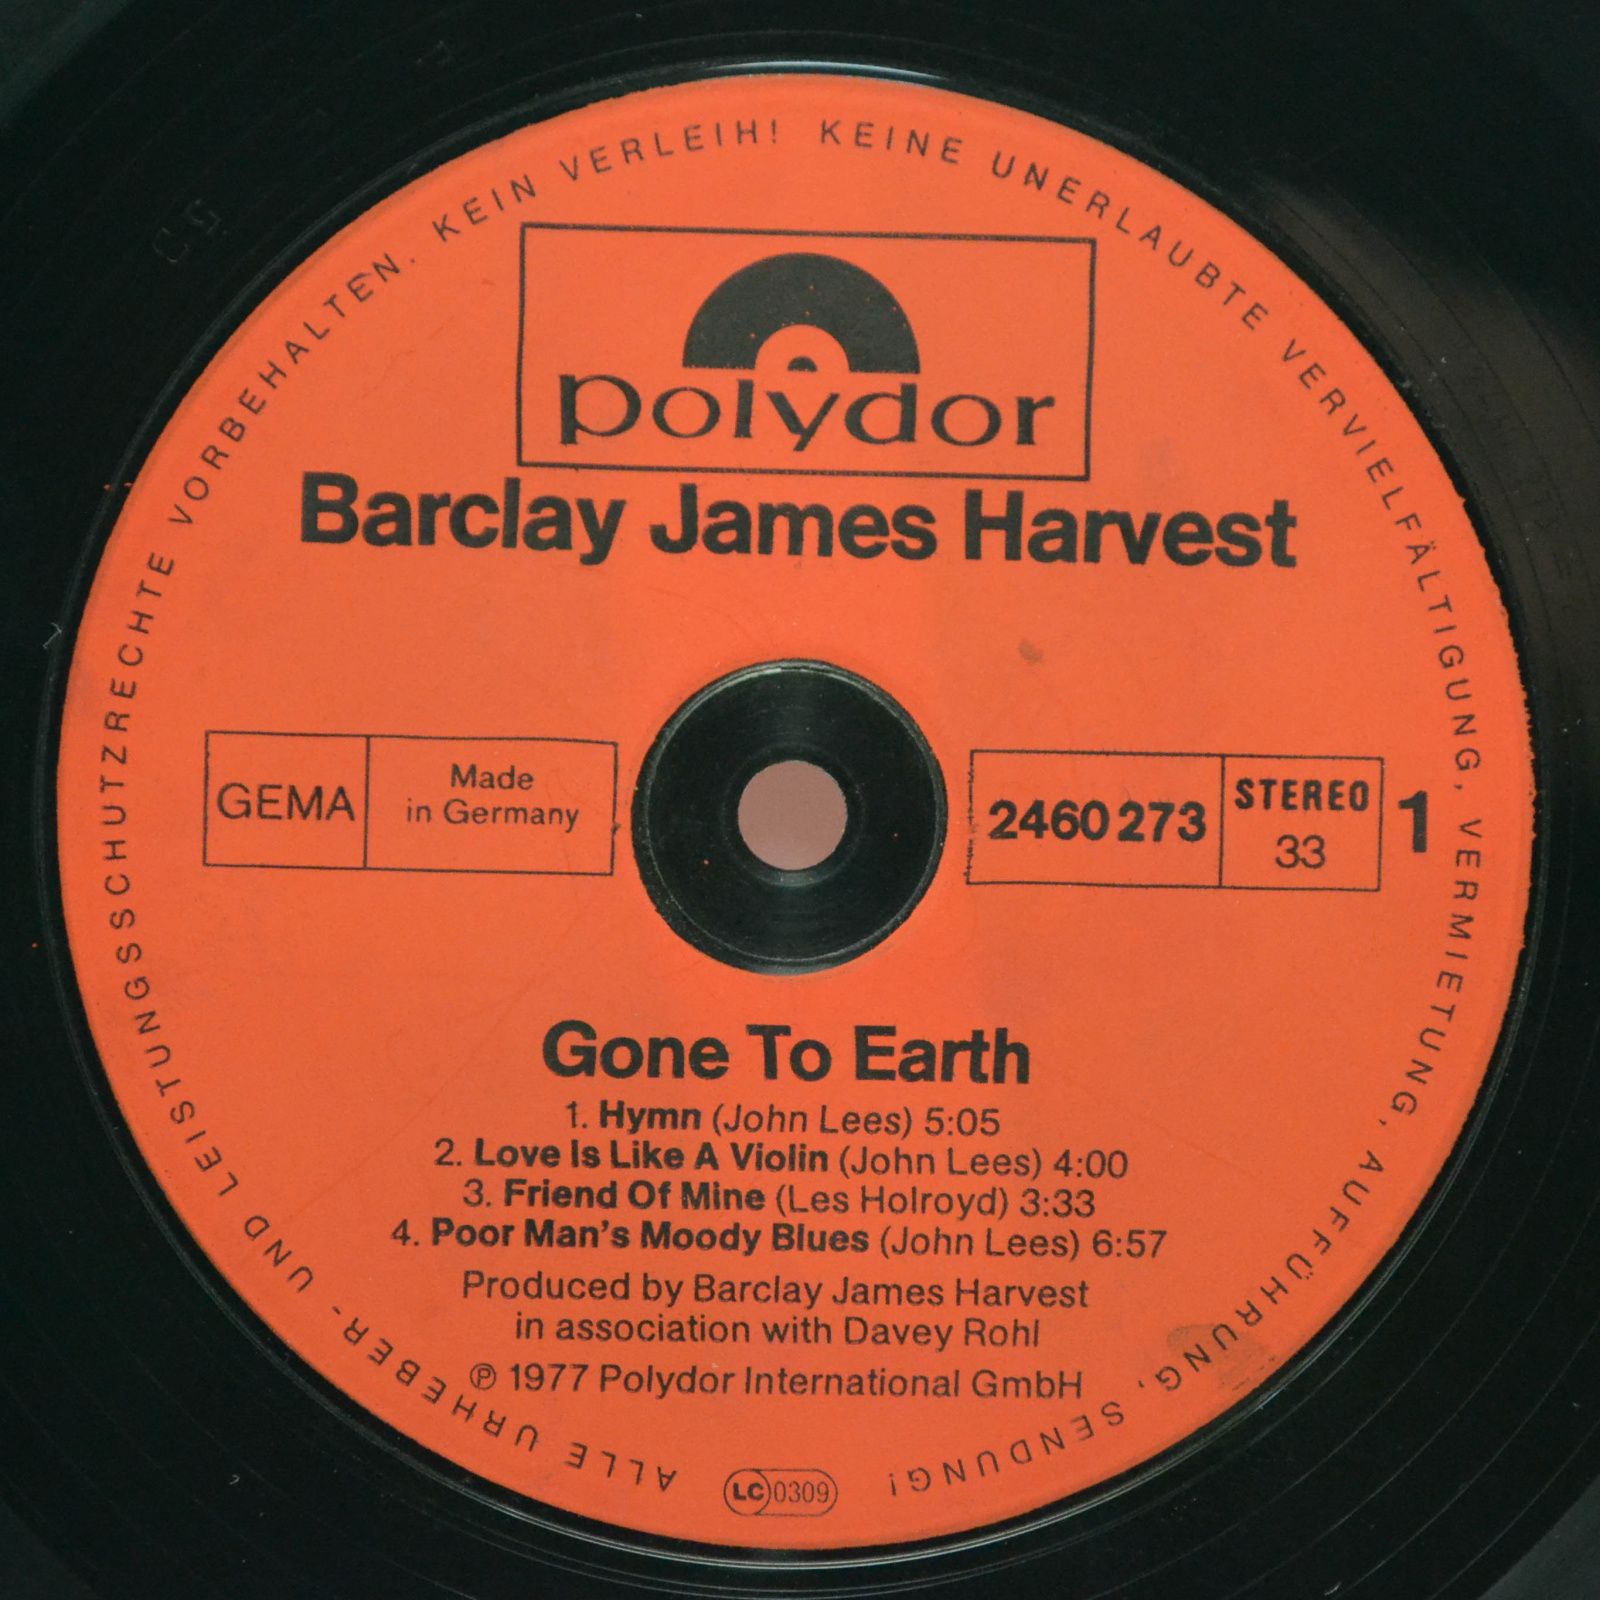 ALLE URHEBER- UND LEISTUNGSSCHUTZRECHTE VORBEHALTEN. KEIN VERLEIH! KEINE UNERLAUBTE VERVIELFÄLTIGUNG, VERMIETUNG, AUFFÜHRUNG, SENDUNG!
polydor
Barclay James Harvest
GEMA
Made
in Germany
2460 273
STEREO
33
1
Gone To Earth
1. Hymn (John Lees) 5:05
2. Love Is Like A Violin (John Lees) 4:00
3. Friend Of Mine (Les Holroyd) 3:33
4. Poor Man's Moody Blues (John Lees) 6:57
Produced by Barclay James Harvest
in association with Davey Rohl
℗ 1977 Polydor International GmbH
LC 0309